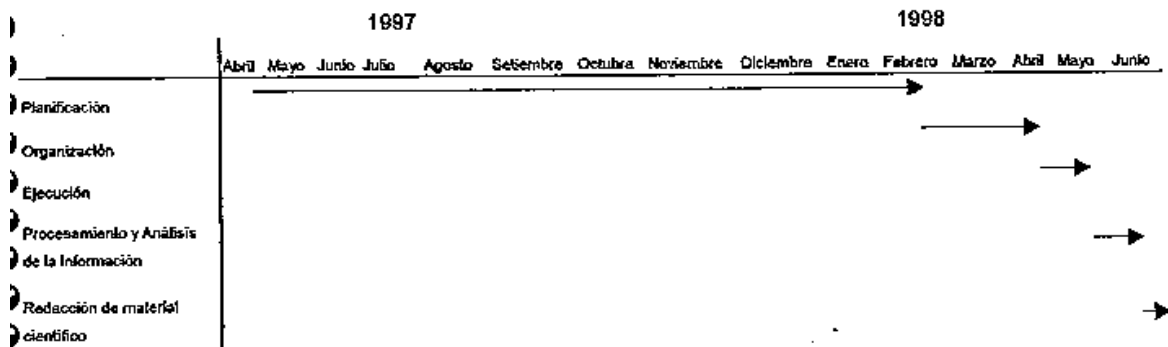 1997 1998
Abril Mayo Junio Julio Agosto Setiembre Octubre Noviembre Diciembre Enero Febrero Marzo Abril Mayo Junio
Planificación
Organización
Ejecución
Procesamiento y Análisis
de la Información
Redacción de material
científico